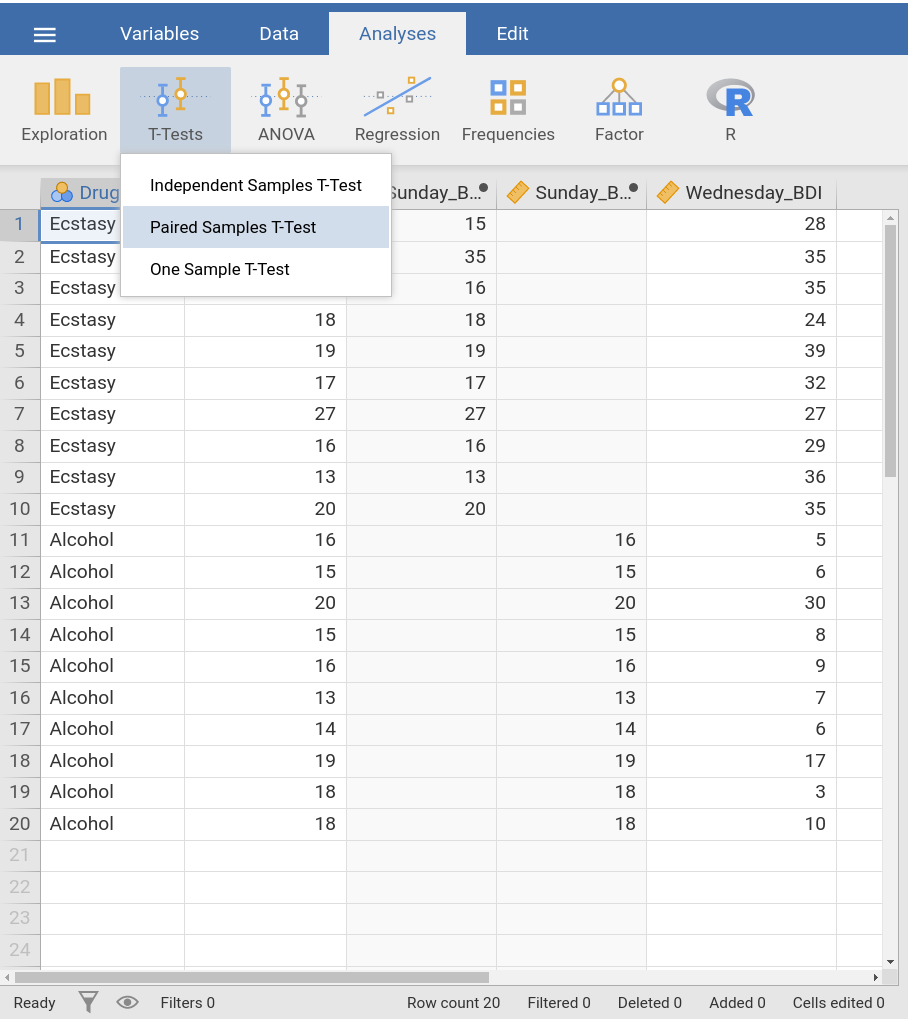 Variables Data Analyses Edit
Exploration T-Tests ANOVA Regression Frequencies Factor R
Independent Samples T-Test
Paired Samples T-Test
One Sample T-Test
Drug Sunday_B... Sunday_B... Wednesday_BDI
1 Ecstasy 15 28
2 Ecstasy 35 35
3 Ecstasy 16 35
4 Ecstasy 18 18 24
5 Ecstasy 19 19 39
6 Ecstasy 17 17 32
7 Ecstasy 27 27 27
8 Ecstasy 16 16 29
9 Ecstasy 13 13 36
10 Ecstasy 20 20 35
11 Alcohol 16 16 5
12 Alcohol 15 15 6
13 Alcohol 20 20 30
14 Alcohol 15 15 8
15 Alcohol 16 16 9
16 Alcohol 13 13 7
17 Alcohol 14 14 6
18 Alcohol 19 19 17
19 Alcohol 18 18 3
20 Alcohol 18 18 10
21
22
23
24
Ready Filters 0 Row count 20 Filtered 0 Deleted 0 Added 0 Cells edited 0